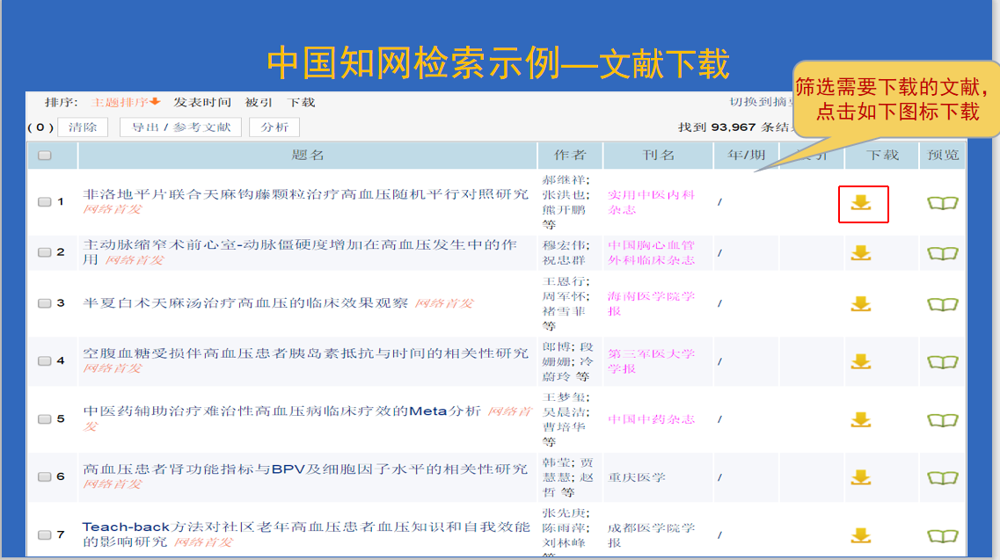 中国知网检索示例—文献下载
筛选需要下载的文献,
点击如下图标下载
排序: 主题排序 发表时间 被引 下载
切换到摘
( 0 ) 清除 导出 / 参考文献 分析
找到 93,967 条结
题名 作者 刊名 年/期 下载 预览
1 非洛地平片联合天麻钩藤颗粒治疗高血压随机平行对照研究
网络首发
郝继祥;
张洪也;
熊开鹏
等
实用中医内科
杂志
/
2 主动脉缩窄术前心室-动脉僵硬度增加在高血压发生中的作
用 网络首发
穆宏伟;
祝忠群
中国胸心血管
外科临床杂志
/
3 半夏白术天麻汤治疗高血压的临床效果观察 网络首发
王恩行;
周军怀;
褚雪菲
等
海南医学院学
报
/
4 空腹血糖受损伴高血压患者胰岛素抵抗与时间的相关性研究
网络首发
郎博; 段
姗姗; 冷
蔚玲 等
第三军医大学
学报
/
5 中医药辅助治疗难治性高血压病临床疗效的Meta分析 网络首
发
王梦玺;
吴晨洁;
曹培华
等
中国中药杂志
/
6 高血压患者肾功能指标与BPV及细胞因子水平的相关性研究
网络首发
韩莹; 贾
慧慧; 赵
哲 等
重庆医学
/
7 Teach-back方法对社区老年高血压患者血压知识和自我效能
的影响研究 网络首发
张先庚;
陈雨萍;
刘林峰
成都医学院学
报
/